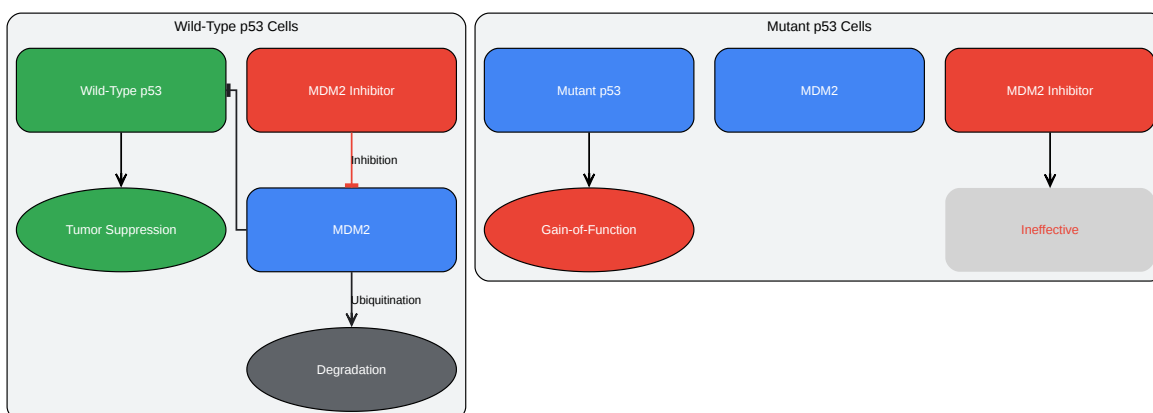 Wild-Type p53 Cells
Wild-Type p53
MDM2 Inhibitor
Inhibition
Tumor Suppression
MDM2
Ubiquitination
Degradation
Mutant p53 Cells
Mutant p53
MDM2
MDM2 Inhibitor
Gain-of-Function
Ineffective